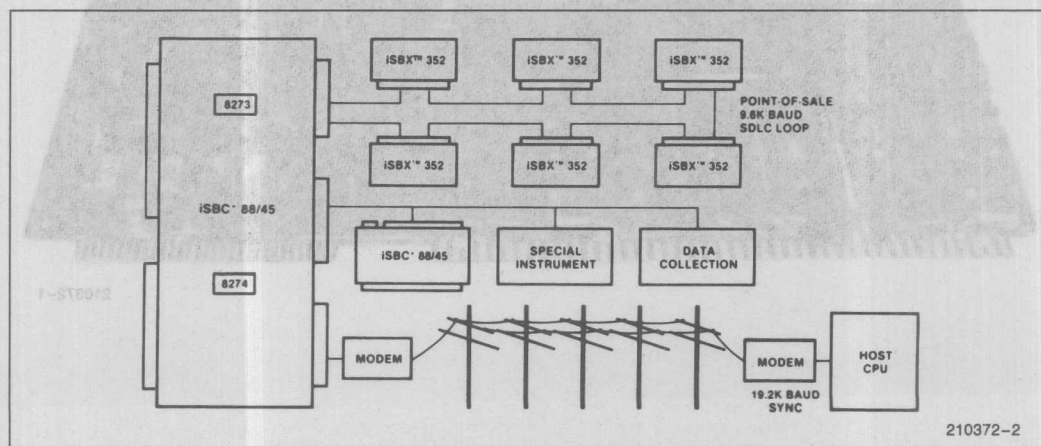 iSBX™ 352
iSBX™ 352
iSBX™ 352
8273
POINT-OF-SALE
9.6K BAUD
SDLC LOOP
iSBX™ 352
iSBX™ 352
iSBX™ 352
iSBC® 88/45
iSBC® 88/45
SPECIAL
INSTRUMENT
DATA
COLLECTION
8274
210372-1
MODEM
MODEM
HOST
CPU
19.2K BAUD
SYNC
210372-2